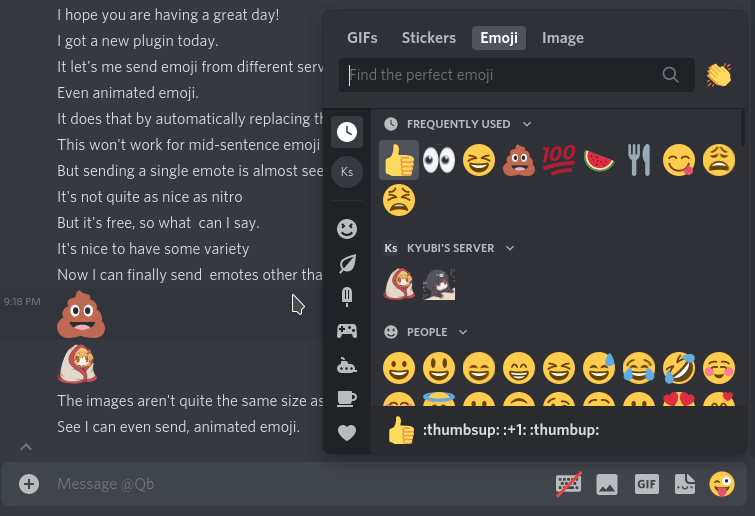 I hope you are having a great day!
I got a new plugin today.
It let's me send emoji from different
Even animated emoji.
It does that by automatically replacing
This won't work for mid-sentence emoji
But sending a single emote is almost
It's not quite as nice as nitro
But it's free, so what can I say.
It's nice to have some variety
Now I can finally send emotes other
9:18 PM
The images aren't quite the same size
See I can even send, animated emoji.
Message @Qb
GIF
GIFs Stickers Emoji Image
Find the perfect emoji
FREQUENTLY USED
Ks
100
Ks KYUBI'S SERVER
PEOPLE
:thumbsup: :+1: :thumbup: